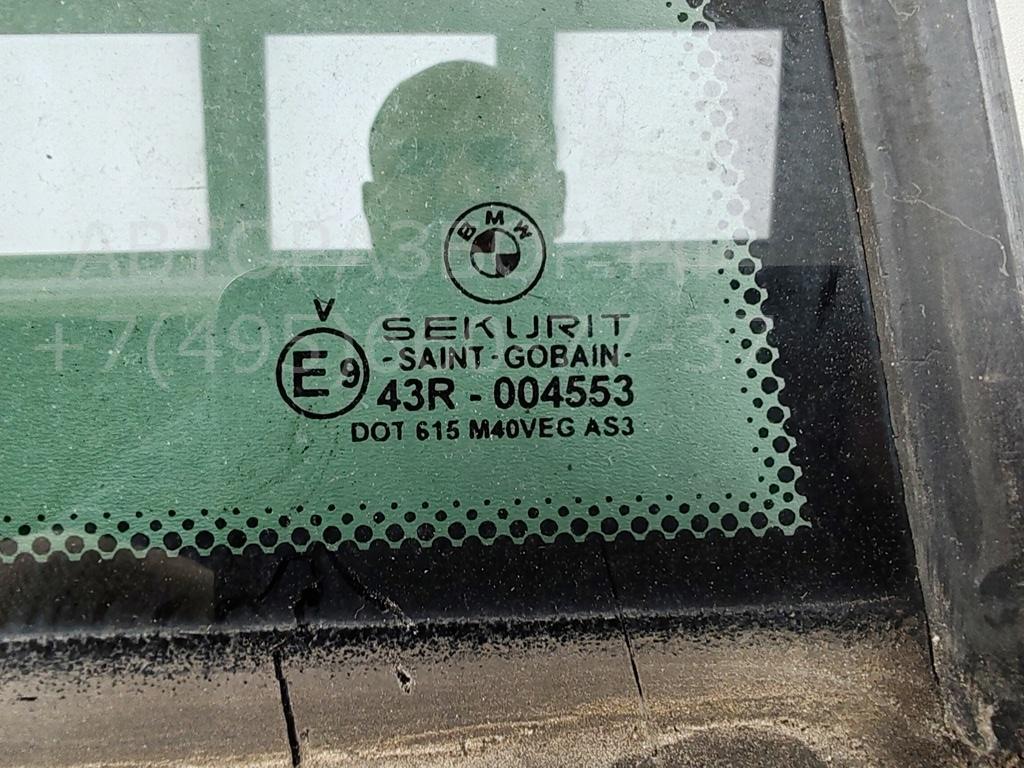 BMW
V
SEKURIT
E9
- SAINT - GOBAIN -
43R - 004553
DOT 615 M40VEG AS3